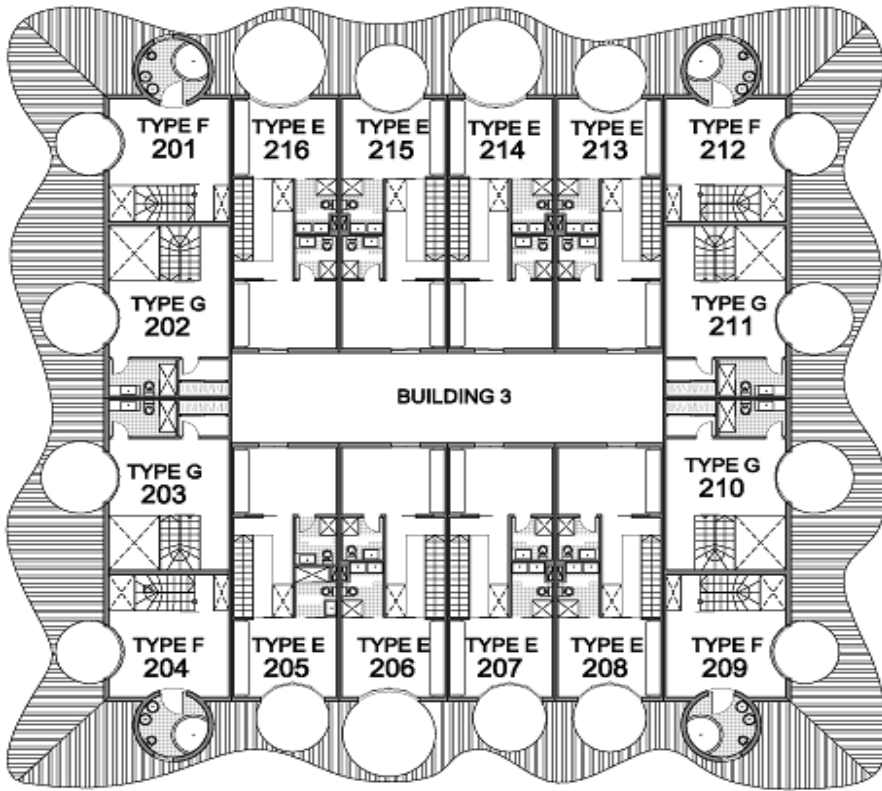 TYPE F
201
TYPE E
216
TYPE E
215
TYPE E
214
TYPE E
213
TYPE F
212
TYPE G
202
TYPE G
211
BUILDING 3
TYPE G
203
TYPE G
210
TYPE F
204
TYPE E
205
TYPE E
206
TYPE E
207
TYPE E
208
TYPE F
209